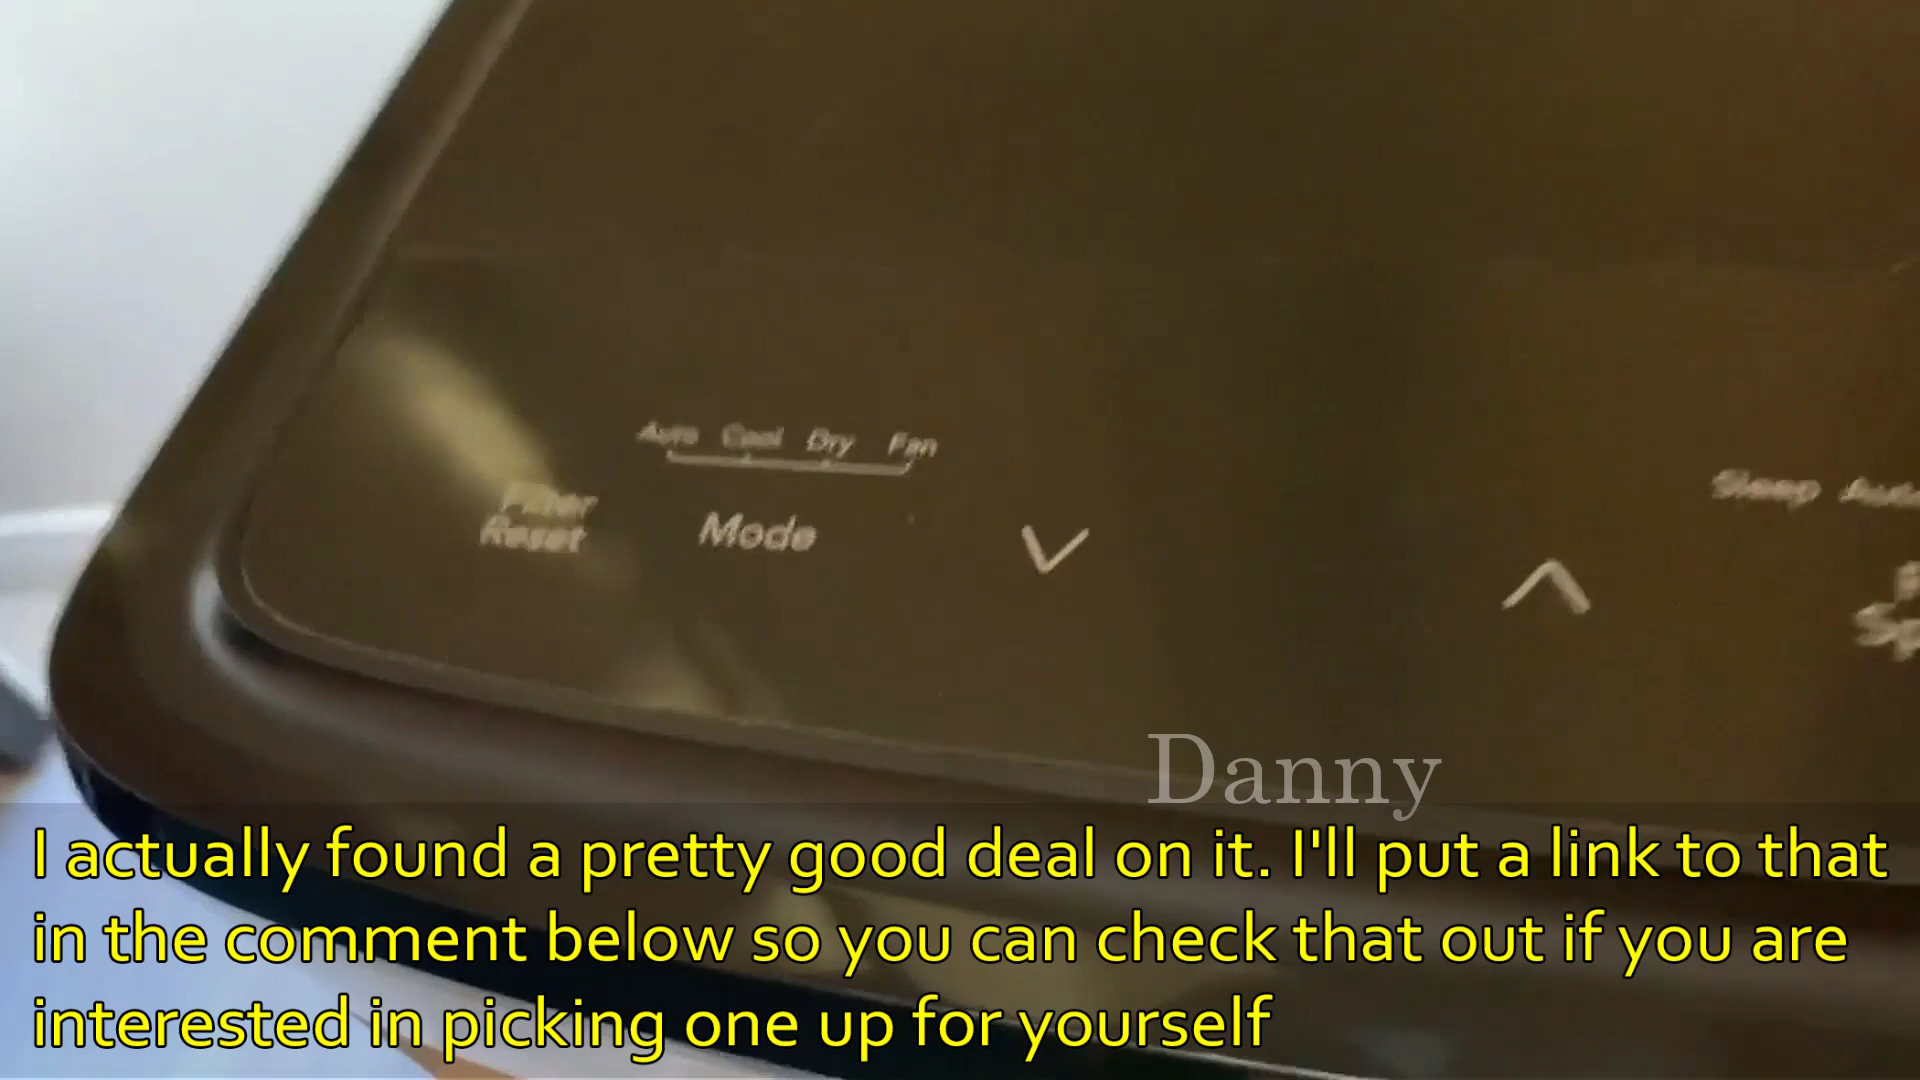 Auto Cool Dry Fan
Filter
Reset
Mode
Sleep Auto
Danny
I actually found a pretty good deal on it. I'll put a link to that
in the comment below so you can check that out if you are
interested in picking one up for yourself